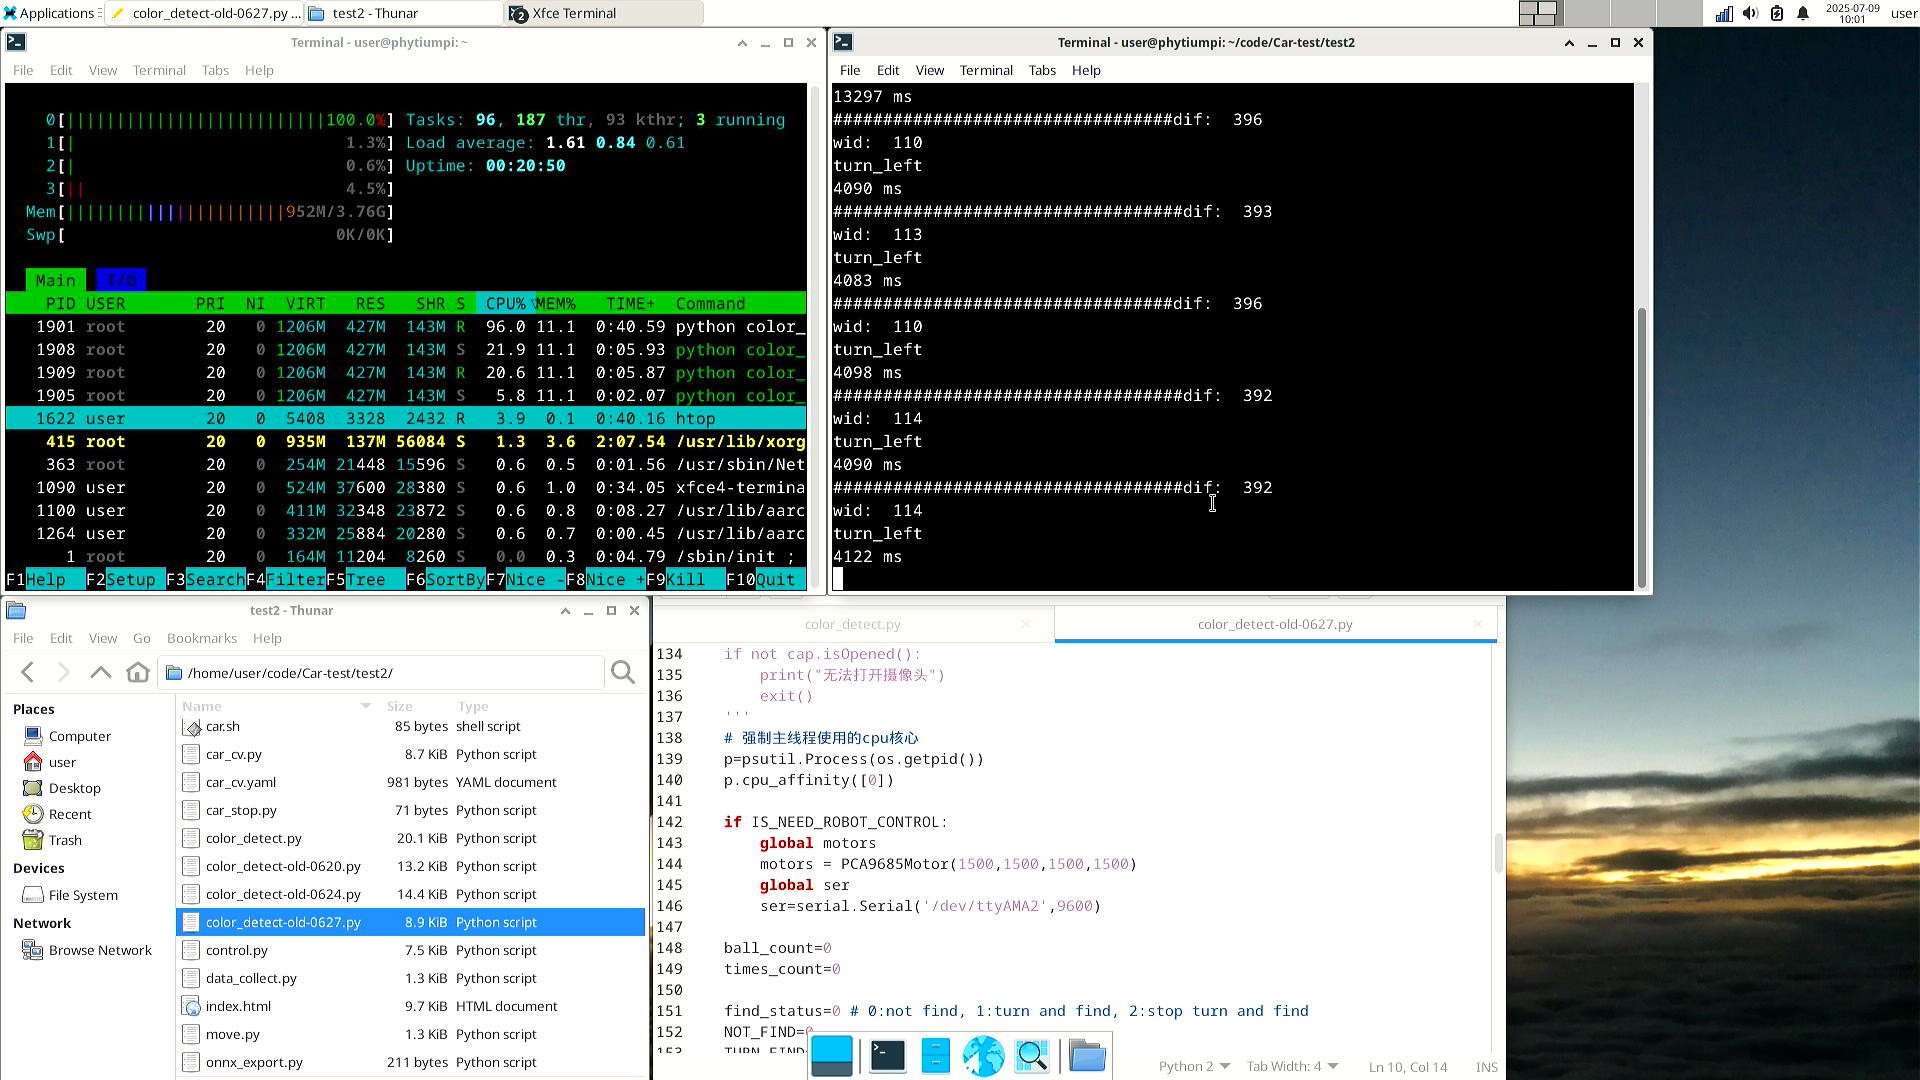 Applications
color_detect-old-0627.py ...
test2 - Thunar
2 Xfce Terminal
2025-07-09
10:01
user
Terminal - user@phytiumpi: ~
File Edit View Terminal Tabs Help
0[||||||||||||||||||||||||||100.0%] Tasks: 96, 187 thr, 93 kthr; 3 running
1[| 1.3%] Load average: 1.61 0.84 0.61
2[| 0.6%] Uptime: 00:20:50
3[|| 4.5%]
Mem[||||||||||||||||||||||952M/3.76G]
Swp[ 0K/0K]
Main I/O
PID USER PRI NI VIRT RES SHR S CPU%▽MEM% TIME+ Command
1901 root 20 0 1206M 427M 143M R 96.0 11.1 0:40.59 python color_
1908 root 20 0 1206M 427M 143M S 21.9 11.1 0:05.93 python color_
1909 root 20 0 1206M 427M 143M R 20.6 11.1 0:05.87 python color_
1905 root 20 0 1206M 427M 143M S 5.8 11.1 0:02.07 python color_
1622 user 20 0 5408 3328 2432 R 3.9 0.1 0:40.16 htop
415 root 20 0 935M 137M 56084 S 1.3 3.6 2:07.54 /usr/lib/xorg
363 root 20 0 254M 21448 15596 S 0.6 0.5 0:01.56 /usr/sbin/Net
1090 user 20 0 524M 37600 28380 S 0.6 1.0 0:34.05 xfce4-termina
1100 user 20 0 411M 32348 23872 S 0.6 0.8 0:08.27 /usr/lib/aarc
1264 user 20 0 332M 25884 20280 S 0.6 0.7 0:00.45 /usr/lib/aarc
1 root 20 0 164M 11204 8260 S 0.0 0.3 0:04.79 /sbin/init ;
F1Help F2Setup F3SearchF4FilterF5Tree F6SortByF7Nice -F8Nice +F9Kill F10Quit
Terminal - user@phytiumpi: ~/code/Car-test/test2
File Edit View Terminal Tabs Help
13297 ms
##################################dif: 396
wid: 110
turn_left
4090 ms
###################################dif: 393
wid: 113
turn_left
4083 ms
##################################dif: 396
wid: 110
turn_left
4098 ms
###################################dif: 392
wid: 114
turn_left
4090 ms
###################################dif: 392
wid: 114
turn_left
4122 ms
test2 - Thunar
File Edit View Go Bookmarks Help
/home/user/code/Car-test/test2/
Places
Computer
user
Desktop
Recent
Trash
Devices
File System
Network
Browse Network
Name Size Type
car.sh 85 bytes shell script
car_cv.py 8.7 KiB Python script
car_cv.yaml 981 bytes YAML document
car_stop.py 71 bytes Python script
color_detect.py 20.1 KiB Python script
color_detect-old-0620.py 13.2 KiB Python script
color_detect-old-0624.py 14.4 KiB Python script
color_detect-old-0627.py 8.9 KiB Python script
control.py 7.5 KiB Python script
data_collect.py 1.3 KiB Python script
index.html 9.7 KiB HTML document
move.py 1.3 KiB Python script
onnx_export.py 211 bytes Python script
color_detect.py
color_detect-old-0627.py
134 if not cap.isOpened():
135 print("无法打开摄像头")
136 exit()
137 '''
138 # 强制主线程使用的cpu核心
139 p=psutil.Process(os.getpid())
140 p.cpu_affinity([0])
141
142 if IS_NEED_ROBOT_CONTROL:
143 global motors
144 motors = PCA9685Motor(1500,1500,1500,1500)
145 global ser
146 ser=serial.Serial('/dev/ttyAMA2',9600)
147
148 ball_count=0
149 times_count=0
150
151 find_status=0 # 0:not find, 1:turn and find, 2:stop turn and find
152 NOT_FIND=0
Python 2 Tab Width: 4 Ln 10, Col 14 INS